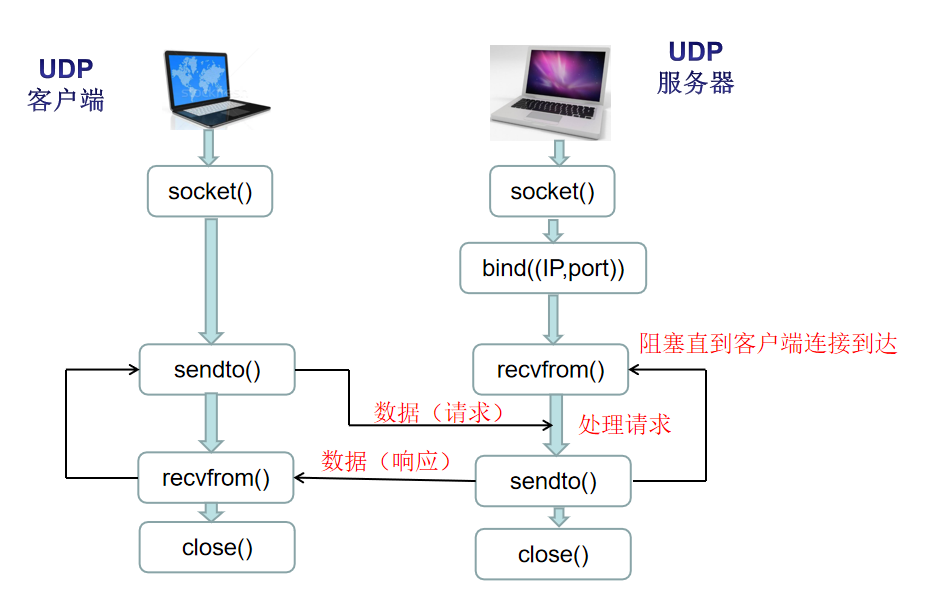 UDP
客户端
UDP
服务器
socket()
socket()
bind((IP,port))
阻塞直到客户端连接到达
sendto()
recvfrom()
数据（请求）
处理请求
数据（响应）
recvfrom()
sendto()
close()
close()